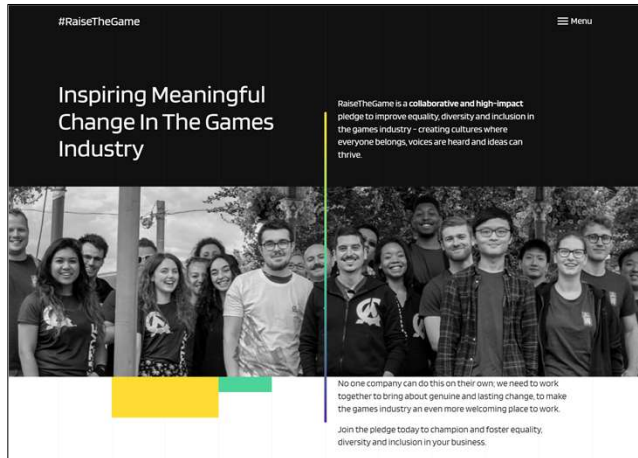 #RaiseTheGame
Menu
Inspiring Meaningful
Change In The Games
Industry
RaiseTheGame is a collaborative and high-impact
pledge to improve equality, diversity and inclusion in
the games industry – creating cultures where
everyone belongs, voices are heard and ideas can
thrive.
No one company can do this on their own; we need to work
together to bring about genuine and lasting change, to make
the games industry an even more welcoming place to work.
Join the pledge today to champion and foster equality,
diversity and inclusion in your business.